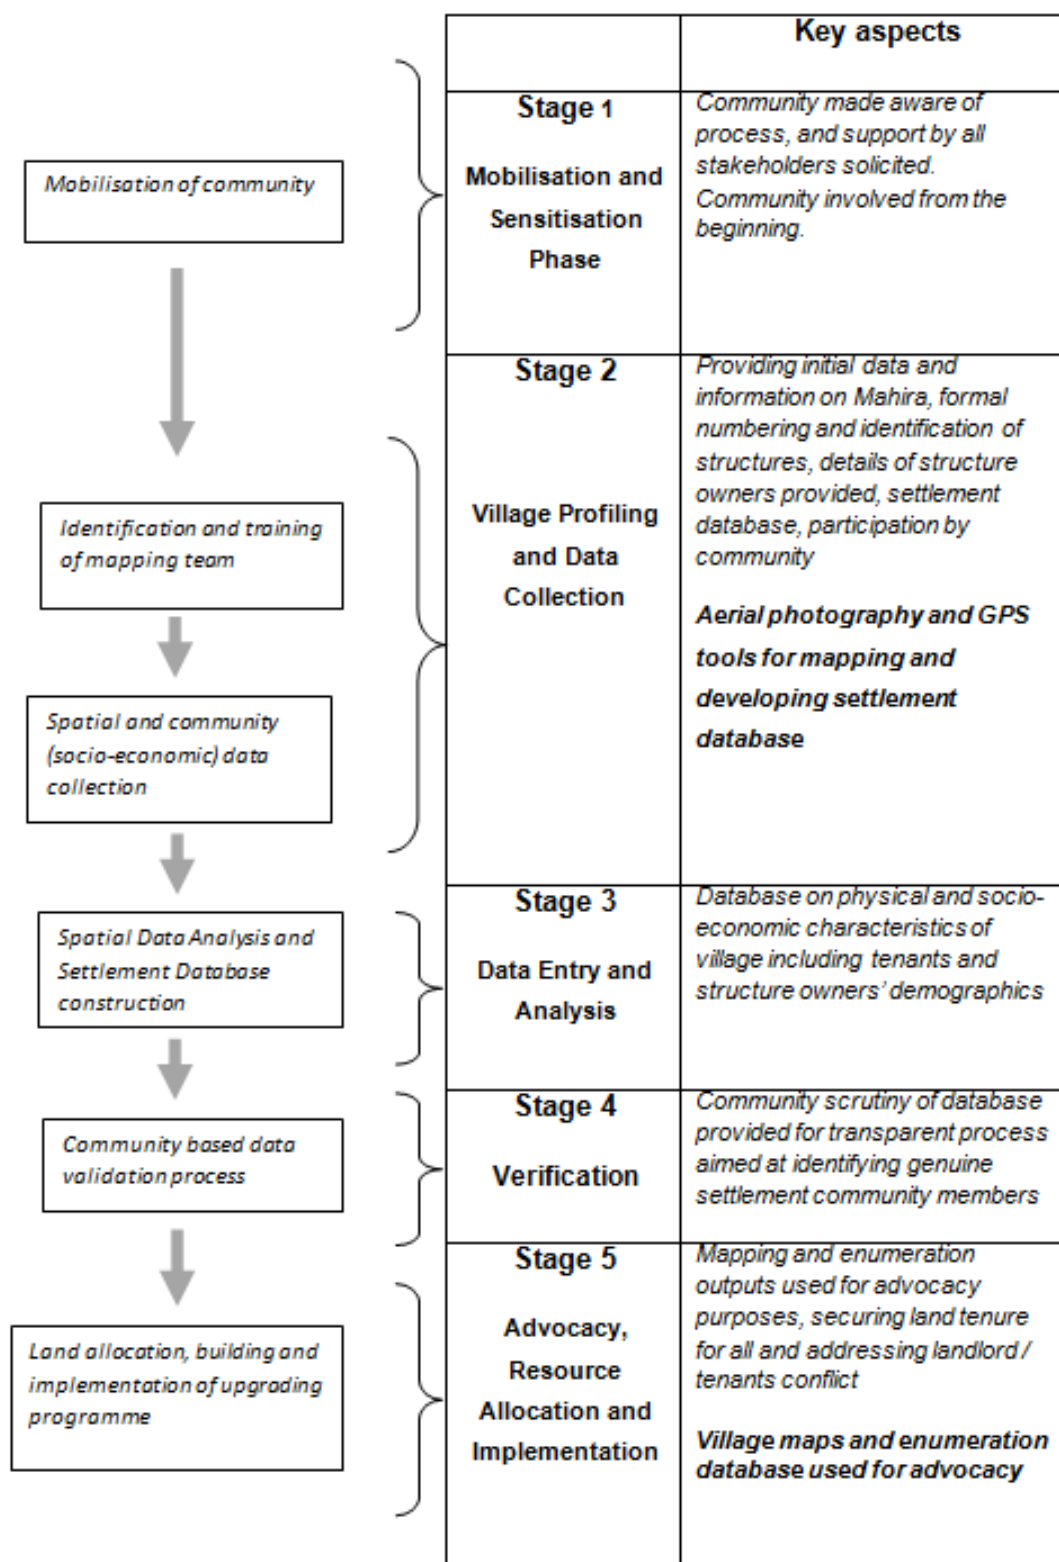 Key aspects
Mobilisation of community
Stage 1
Mobilisation and
Sensitisation
Phase
Community made aware of
process, and support by all
stakeholders solicited.
Community involved from the
beginning.
Identification and training
of mapping team
Spatial and community
(socio-economic) data
collection
Stage 2
Village Profiling
and Data
Collection
Providing initial data and
information on Mahira, formal
numbering and identification of
structures, details of structure
owners provided, settlement
database, participation by
community
Aerial photography and GPS
tools for mapping and
developing settlement
database
Spatial Data Analysis and
Settlement Database
construction
Stage 3
Data Entry and
Analysis
Database on physical and socio-
economic characteristics of
village including tenants and
structure owners’ demographics
Community based data
validation process
Stage 4
Verification
Community scrutiny of database
provided for transparent process
aimed at identifying genuine
settlement community members
Land allocation, building and
implementation of upgrading
programme
Stage 5
Advocacy,
Resource
Allocation and
Implementation
Mapping and enumeration
outputs used for advocacy
purposes, securing land tenure
for all and addressing landlord /
tenants conflict
Village maps and enumeration
database used for advocacy